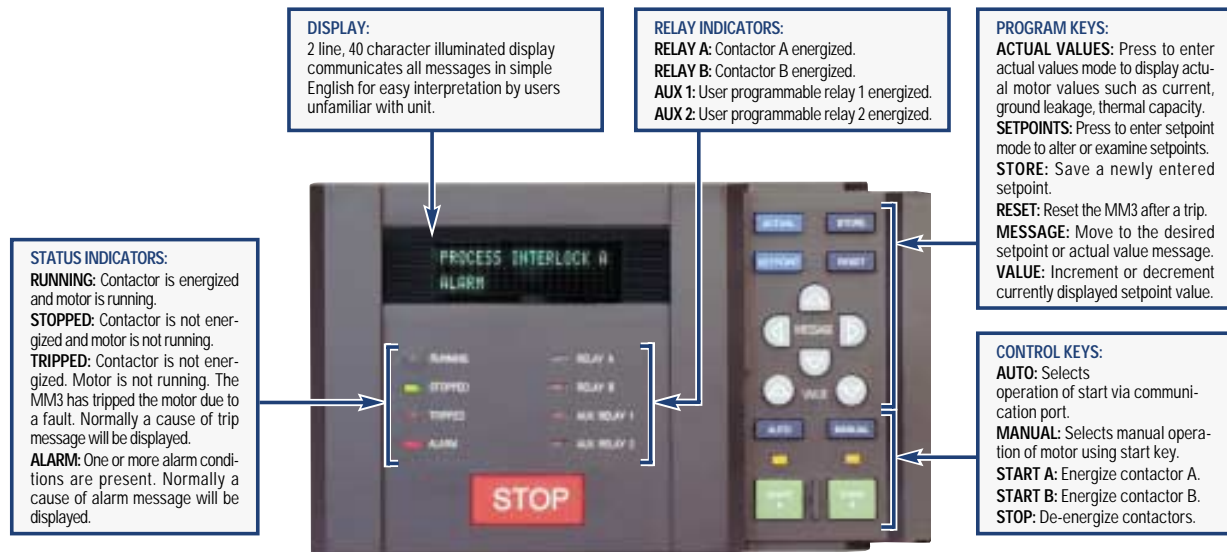 DISPLAY:
2 line, 40 character illuminated display
communicates all messages in simple
English for easy interpretation by users
unfamiliar with unit.
RELAY INDICATORS:
RELAY A: Contactor A energized.
RELAY B: Contactor B energized.
AUX 1: User programmable relay 1 energized.
AUX 2: User programmable relay 2 energized.
PROGRAM KEYS:
ACTUAL VALUES: Press to enter
actual values mode to display actu-
al motor values such as current,
ground leakage, thermal capacity.
SETPOINTS: Press to enter setpoint
mode to alter or examine setpoints.
STORE: Save a newly entered
setpoint.
RESET: Reset the MM3 after a trip.
MESSAGE: Move to the desired
setpoint or actual value message.
VALUE: Increment or decrement
currently displayed setpoint value.
STATUS INDICATORS:
RUNNING: Contactor is energized
and motor is running.
STOPPED: Contactor is not ener-
gized and motor is not running.
TRIPPED: Contactor is not ener-
gized. Motor is not running. The
MM3 has tripped the motor due to
a fault. Normally a cause of trip
message will be displayed.
ALARM: One or more alarm condi-
tions are present. Normally a
cause of alarm message will be
displayed.
PROCESS INTERLOCK A
ALARM
RUNNING
STOPPED
TRIPPED
ALARM
RELAY A
RELAY B
AUX RELAY 1
AUX RELAY 2
STOP
ACTUAL
STORE
SETPOINT
RESET
MESSAGE
VALUE
AUTO
MANUAL
START
START
CONTROL KEYS:
AUTO: Selects
operation of start via communi-
cation port.
MANUAL: Selects manual opera-
tion of motor using start key.
START A: Energize contactor A.
START B: Energize contactor B.
STOP: De-energize contactors.